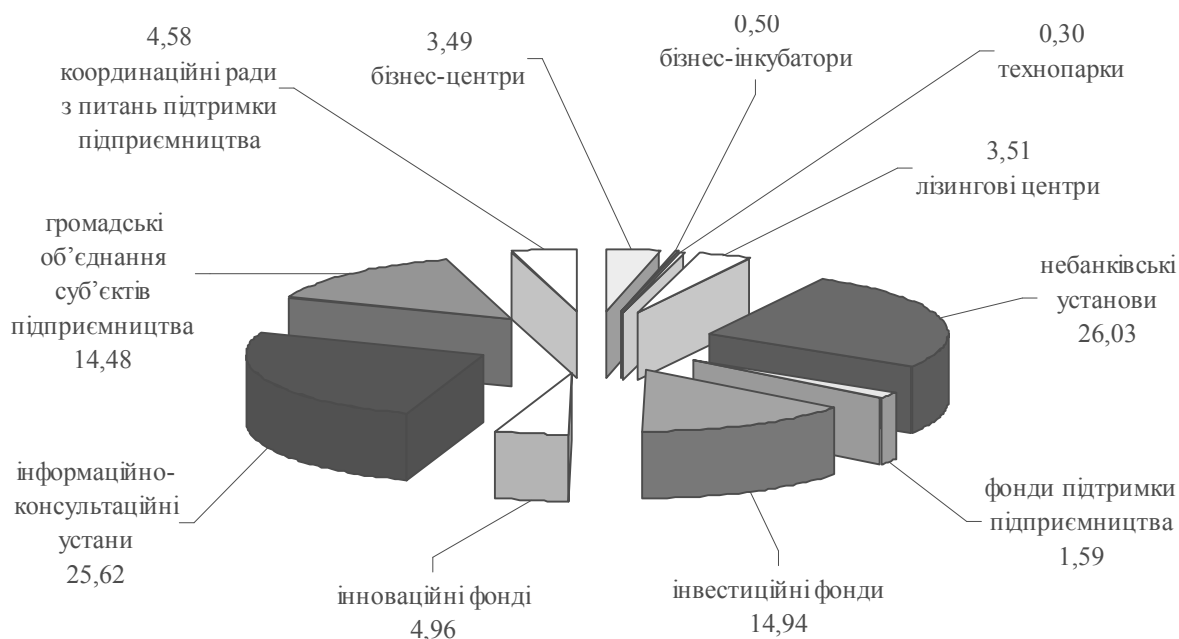 4,58
координаційні ради
з питань підтримки
підприємництва
3,49
бізнес-центри
0,50
бізнес-інкубатори
0,30
технопарки
3,51
лізингові центри
небанківські
установи
26,03
фонди підтримки
підприємництва
1,59
інвестиційні фонди
14,94
інноваційні фонді
4,96
інформаційно-
консультаційні
устани
25,62
громадські
об’єднання
суб’єктів
підприємництва
14,48